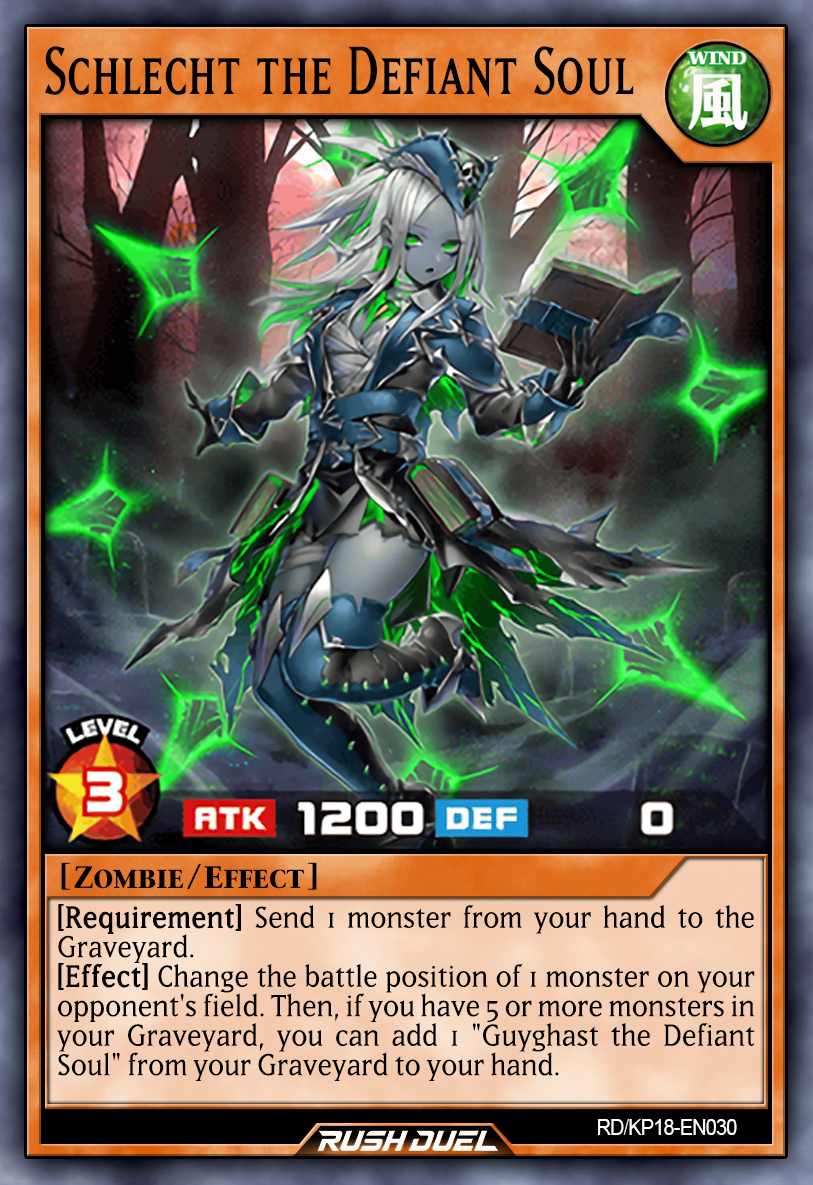 Schlecht the Defiant Soul
WIND
風
LEVEL
3
ATK 1200 DEF 0
[Zombie/Effect]
[Requirement] Send 1 monster from your hand to the
Graveyard.
[Effect] Change the battle position of 1 monster on your
opponent's field. Then, if you have 5 or more monsters in
your Graveyard, you can add 1 "Guyghast the Defiant
Soul" from your Graveyard to your hand.
RD/KP18-EN030
RUSH DUEL